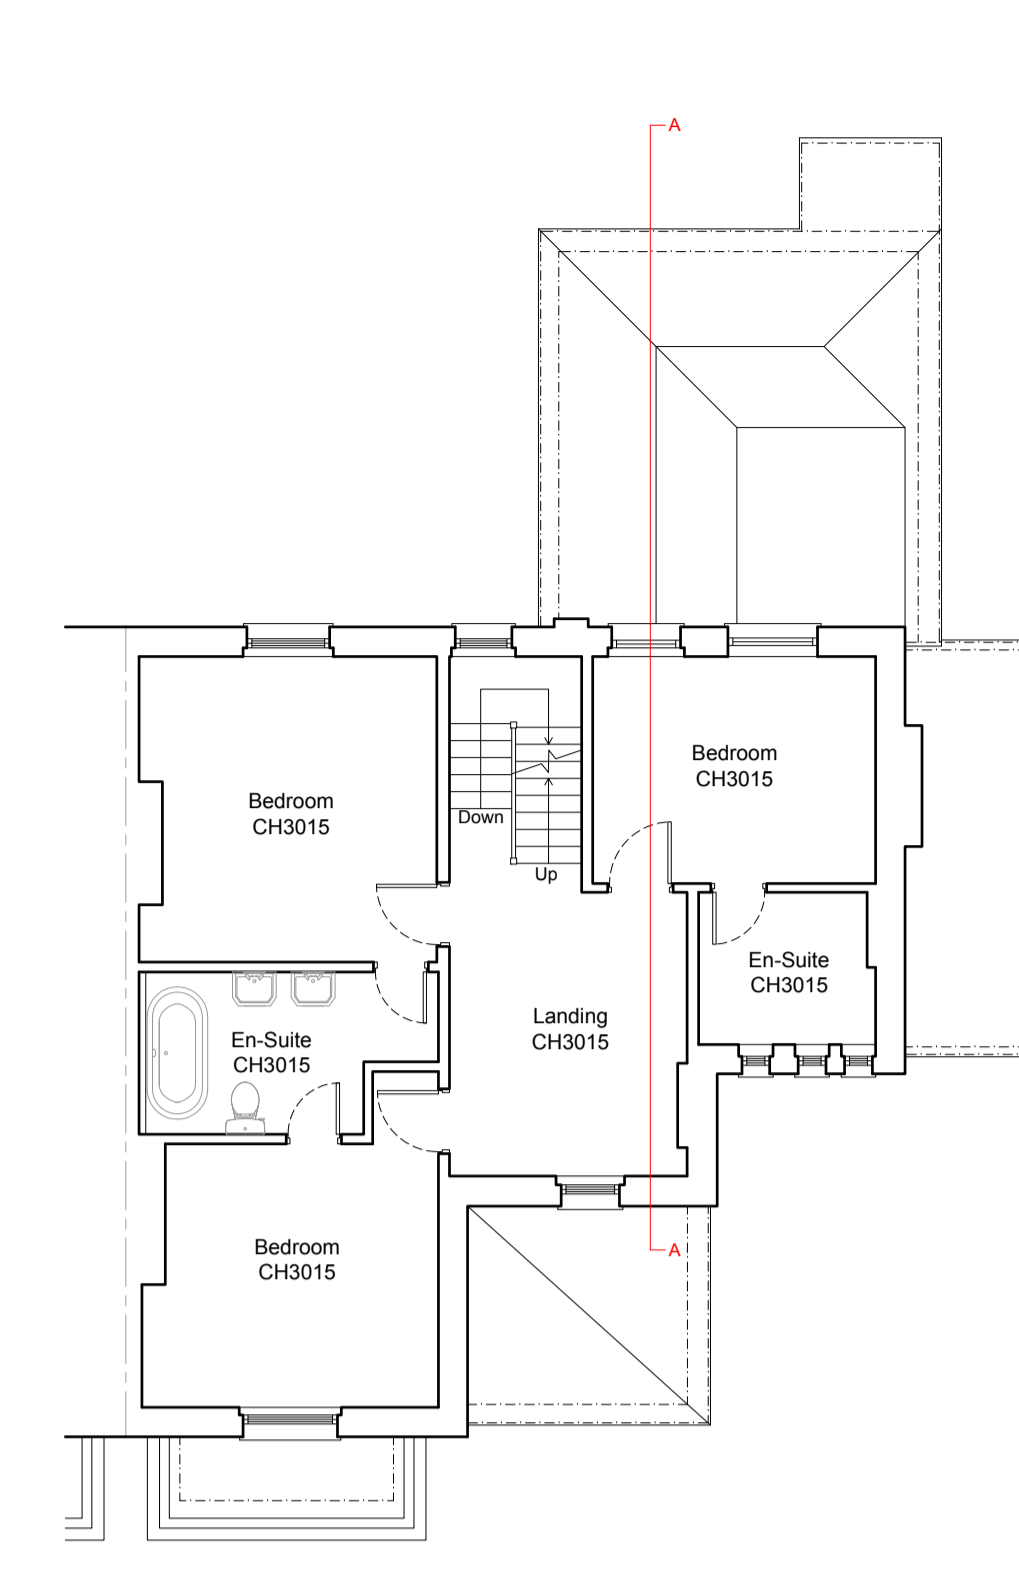 A
Bedroom
CH3015
Bedroom
CH3015
Down
Up
En-Suite
CH3015
Landing
CH3015
En-Suite
CH3015
Bedroom
CH3015
A